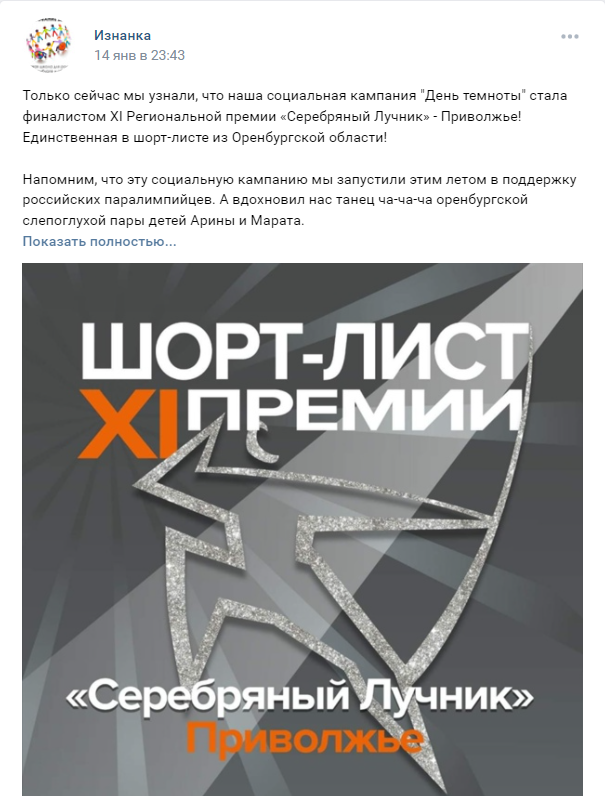 Изнанка
14 янв в 23:43
Только сейчас мы узнали, что наша социальная кампания "День темноты" стала
финалистом XI Региональной премии «Серебряный Лучник» - Приволжье!
Единственная в шорт-листе из Оренбургской области!
Напомним, что эту социальную кампанию мы запустили этим летом в поддержку
российских паралимпийцев. А вдохновил нас танец ча-ча-ча оренбургской
слепоглухой пары детей Арины и Марата.
Показать полностью...
ШОРТ-ЛИСТ
XI ПРЕМИИ
«Серебряный Лучник»
Приволжье